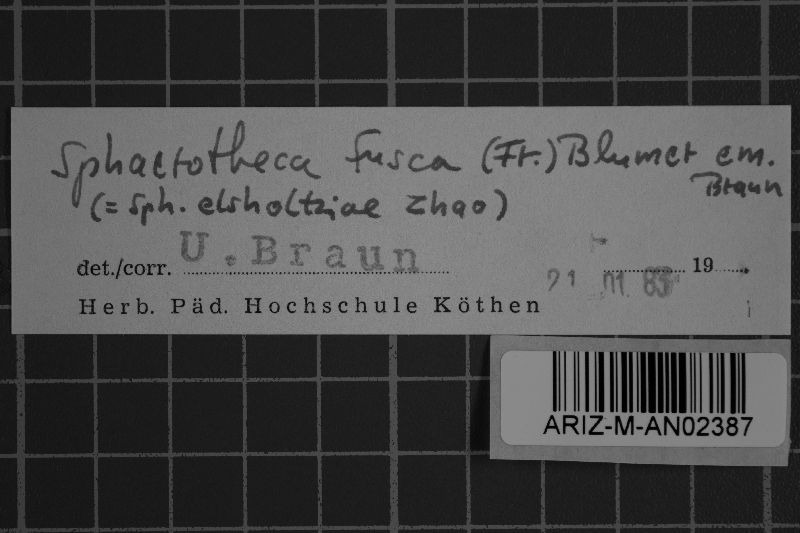 Sphaerotheca fusca (Fr.) Blumer em.
Braun
(= Sph. elsholtziae Zhao)
det./corr. U. Braun 19
21 01. 85
Herb. Päd. Hochschule Köthen
ARIZ-M-AN02387